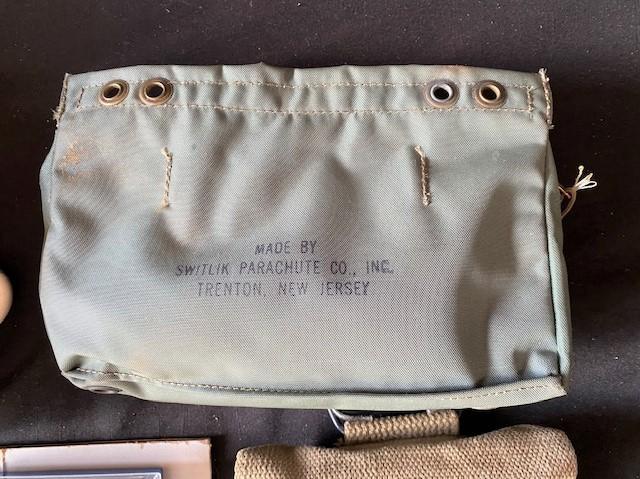 MADE BY
SWITLIK PARACHUTE CO., INC.
TRENTON, NEW JERSEY